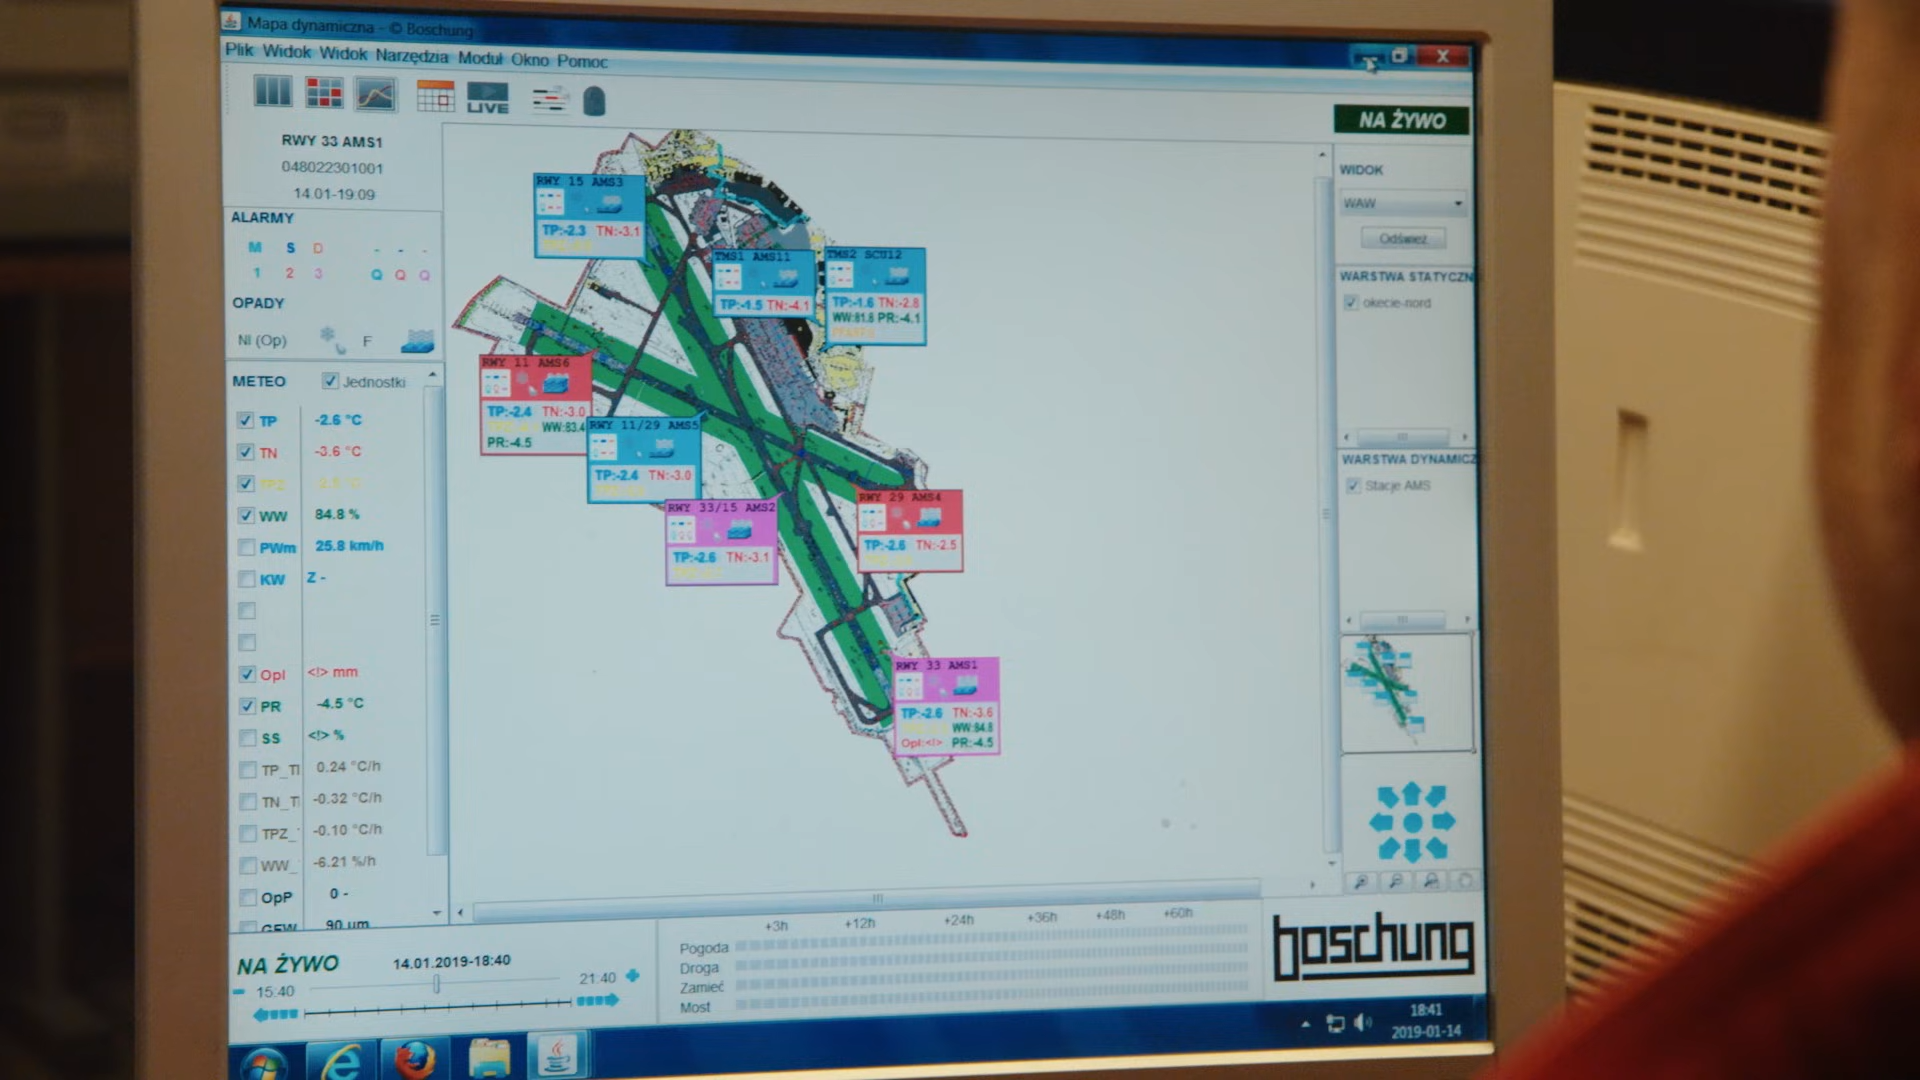 Mapa dynamiczna - © Boschung
Plik Widok Widok Narzędzia Moduł Okno Pomoc
LIVE
NA ŻYWO
RWY 33 AMS1
048022301001
14.01-19:09
ALARMY
M S D - - -
1 2 3 Q Q Q
OPADY
NI (Op) F
METEO Jednostki
TP -2.6 °C
TN -3.6 °C
TPZ
WW 84.8 %
PWm 25.8 km/h
KW Z -
Opl <!> mm
PR -4.5 °C
SS <!> %
TP_TI 0.24 °C/h
TN_T -0.32 °C/h
TPZ_ -0.10 °C/h
WW_ -6.21 %/h
OpP 0 -
GFW 90 um
RWY 15 AMS3
TP:-2.3 TN:-3.1
TMS1 AMS11
TP:-1.5 TN:-4.1
TMS2 SCU12
TP:-1.6 TN:-2.8
WW:81.8 PR:-4.1
RWY 11 AMS6
TP:-2.4 TN:-3.0
WW:83.4
PR:-4.5
RWY 11/29 AMS5
TP:-2.4 TN:-3.0
RWY 33/15 AMS2
TP:-2.6 TN:-3.1
RWY 29 AMS4
TP:-2.6 TN:-2.5
RWY 33 AMS1
TP:-2.6 TN:-3.6
WW:84.8
Opl:<!> PR:-4.5
WIDOK
WAW
Odśwież
WARSTWA STATYCZN
okecie-nord
WARSTWA DYNAMICZ
Stacje AMS
NA ŻYWO
14.01.2019-18:40
15:40
21:40
+3h +12h +24h +36h +48h +60h
Pogoda
Droga
Zamieć
Most
boschung
18:41
2019-01-14